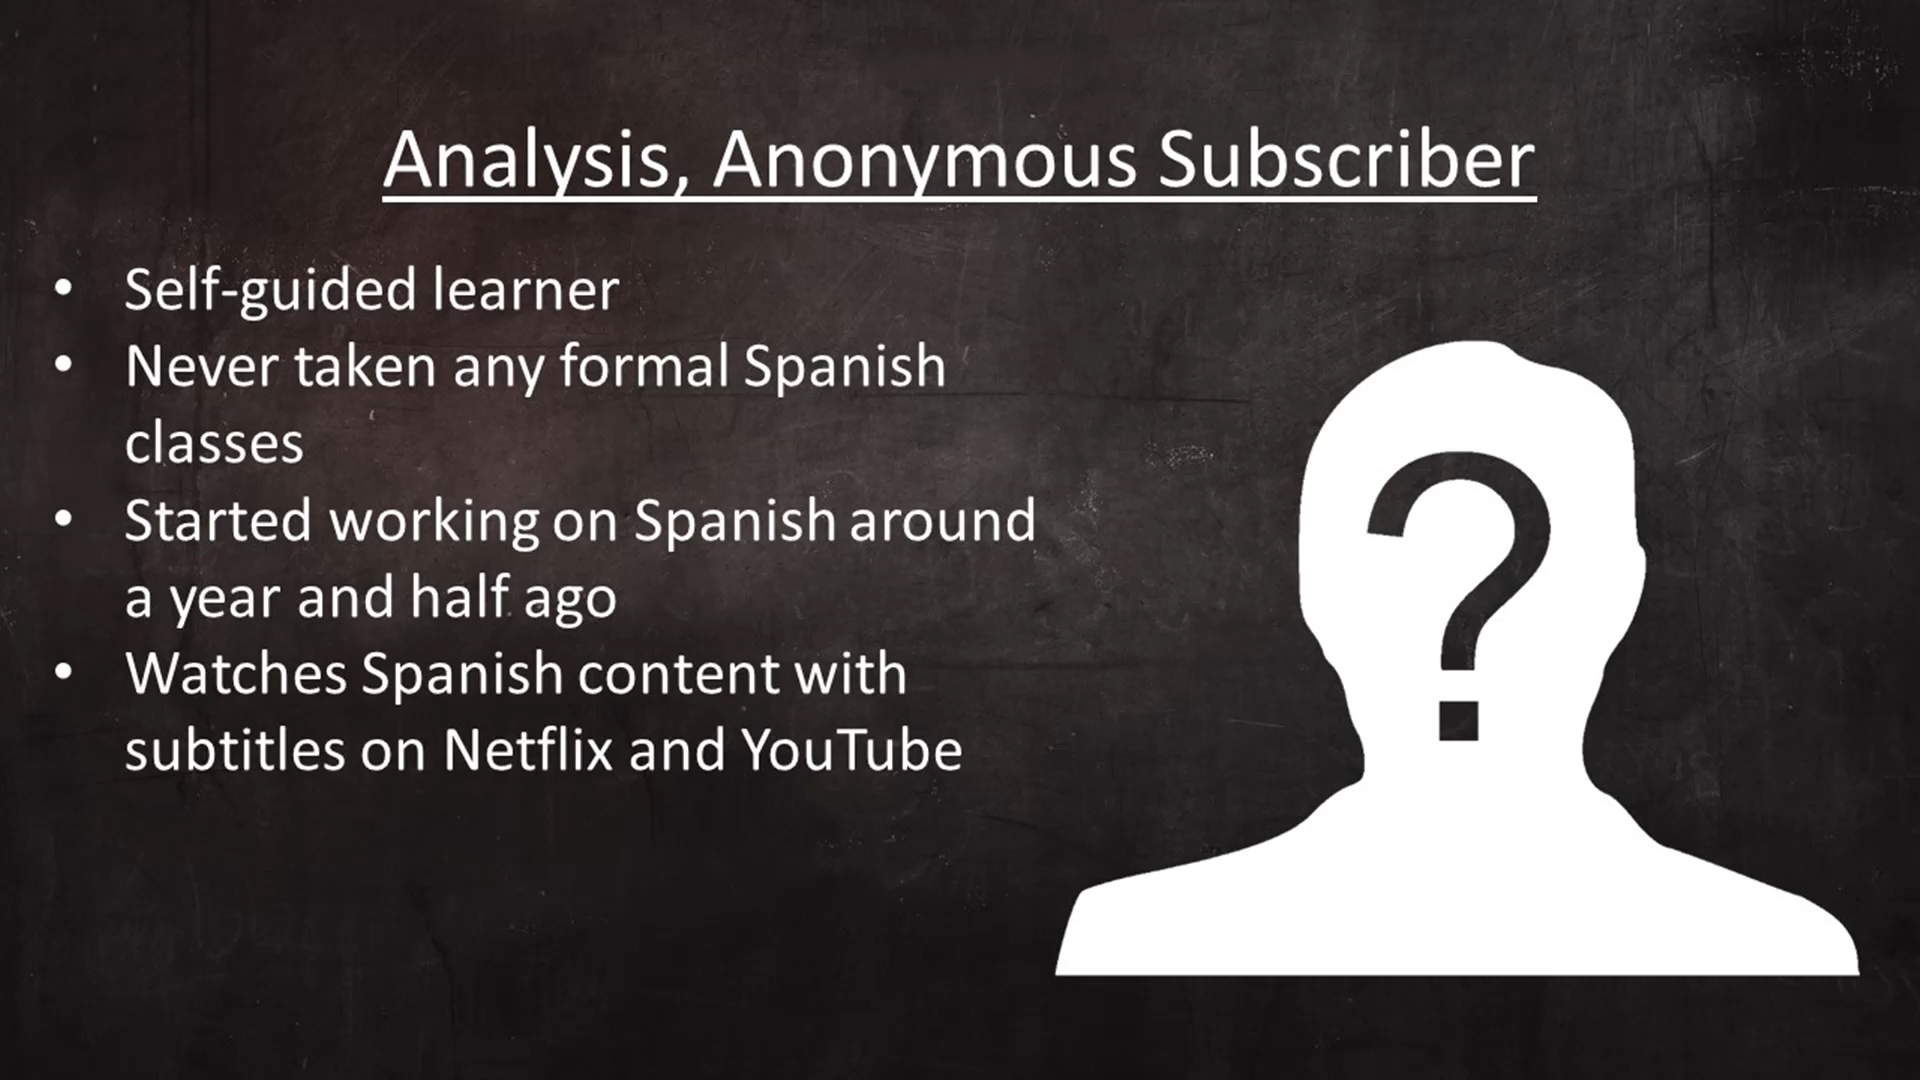 Analysis, Anonymous Subscriber
• Self-guided learner
• Never taken any formal Spanish
classes
• Started working on Spanish around
a year and half ago
• Watches Spanish content with
subtitles on Netflix and YouTube
?